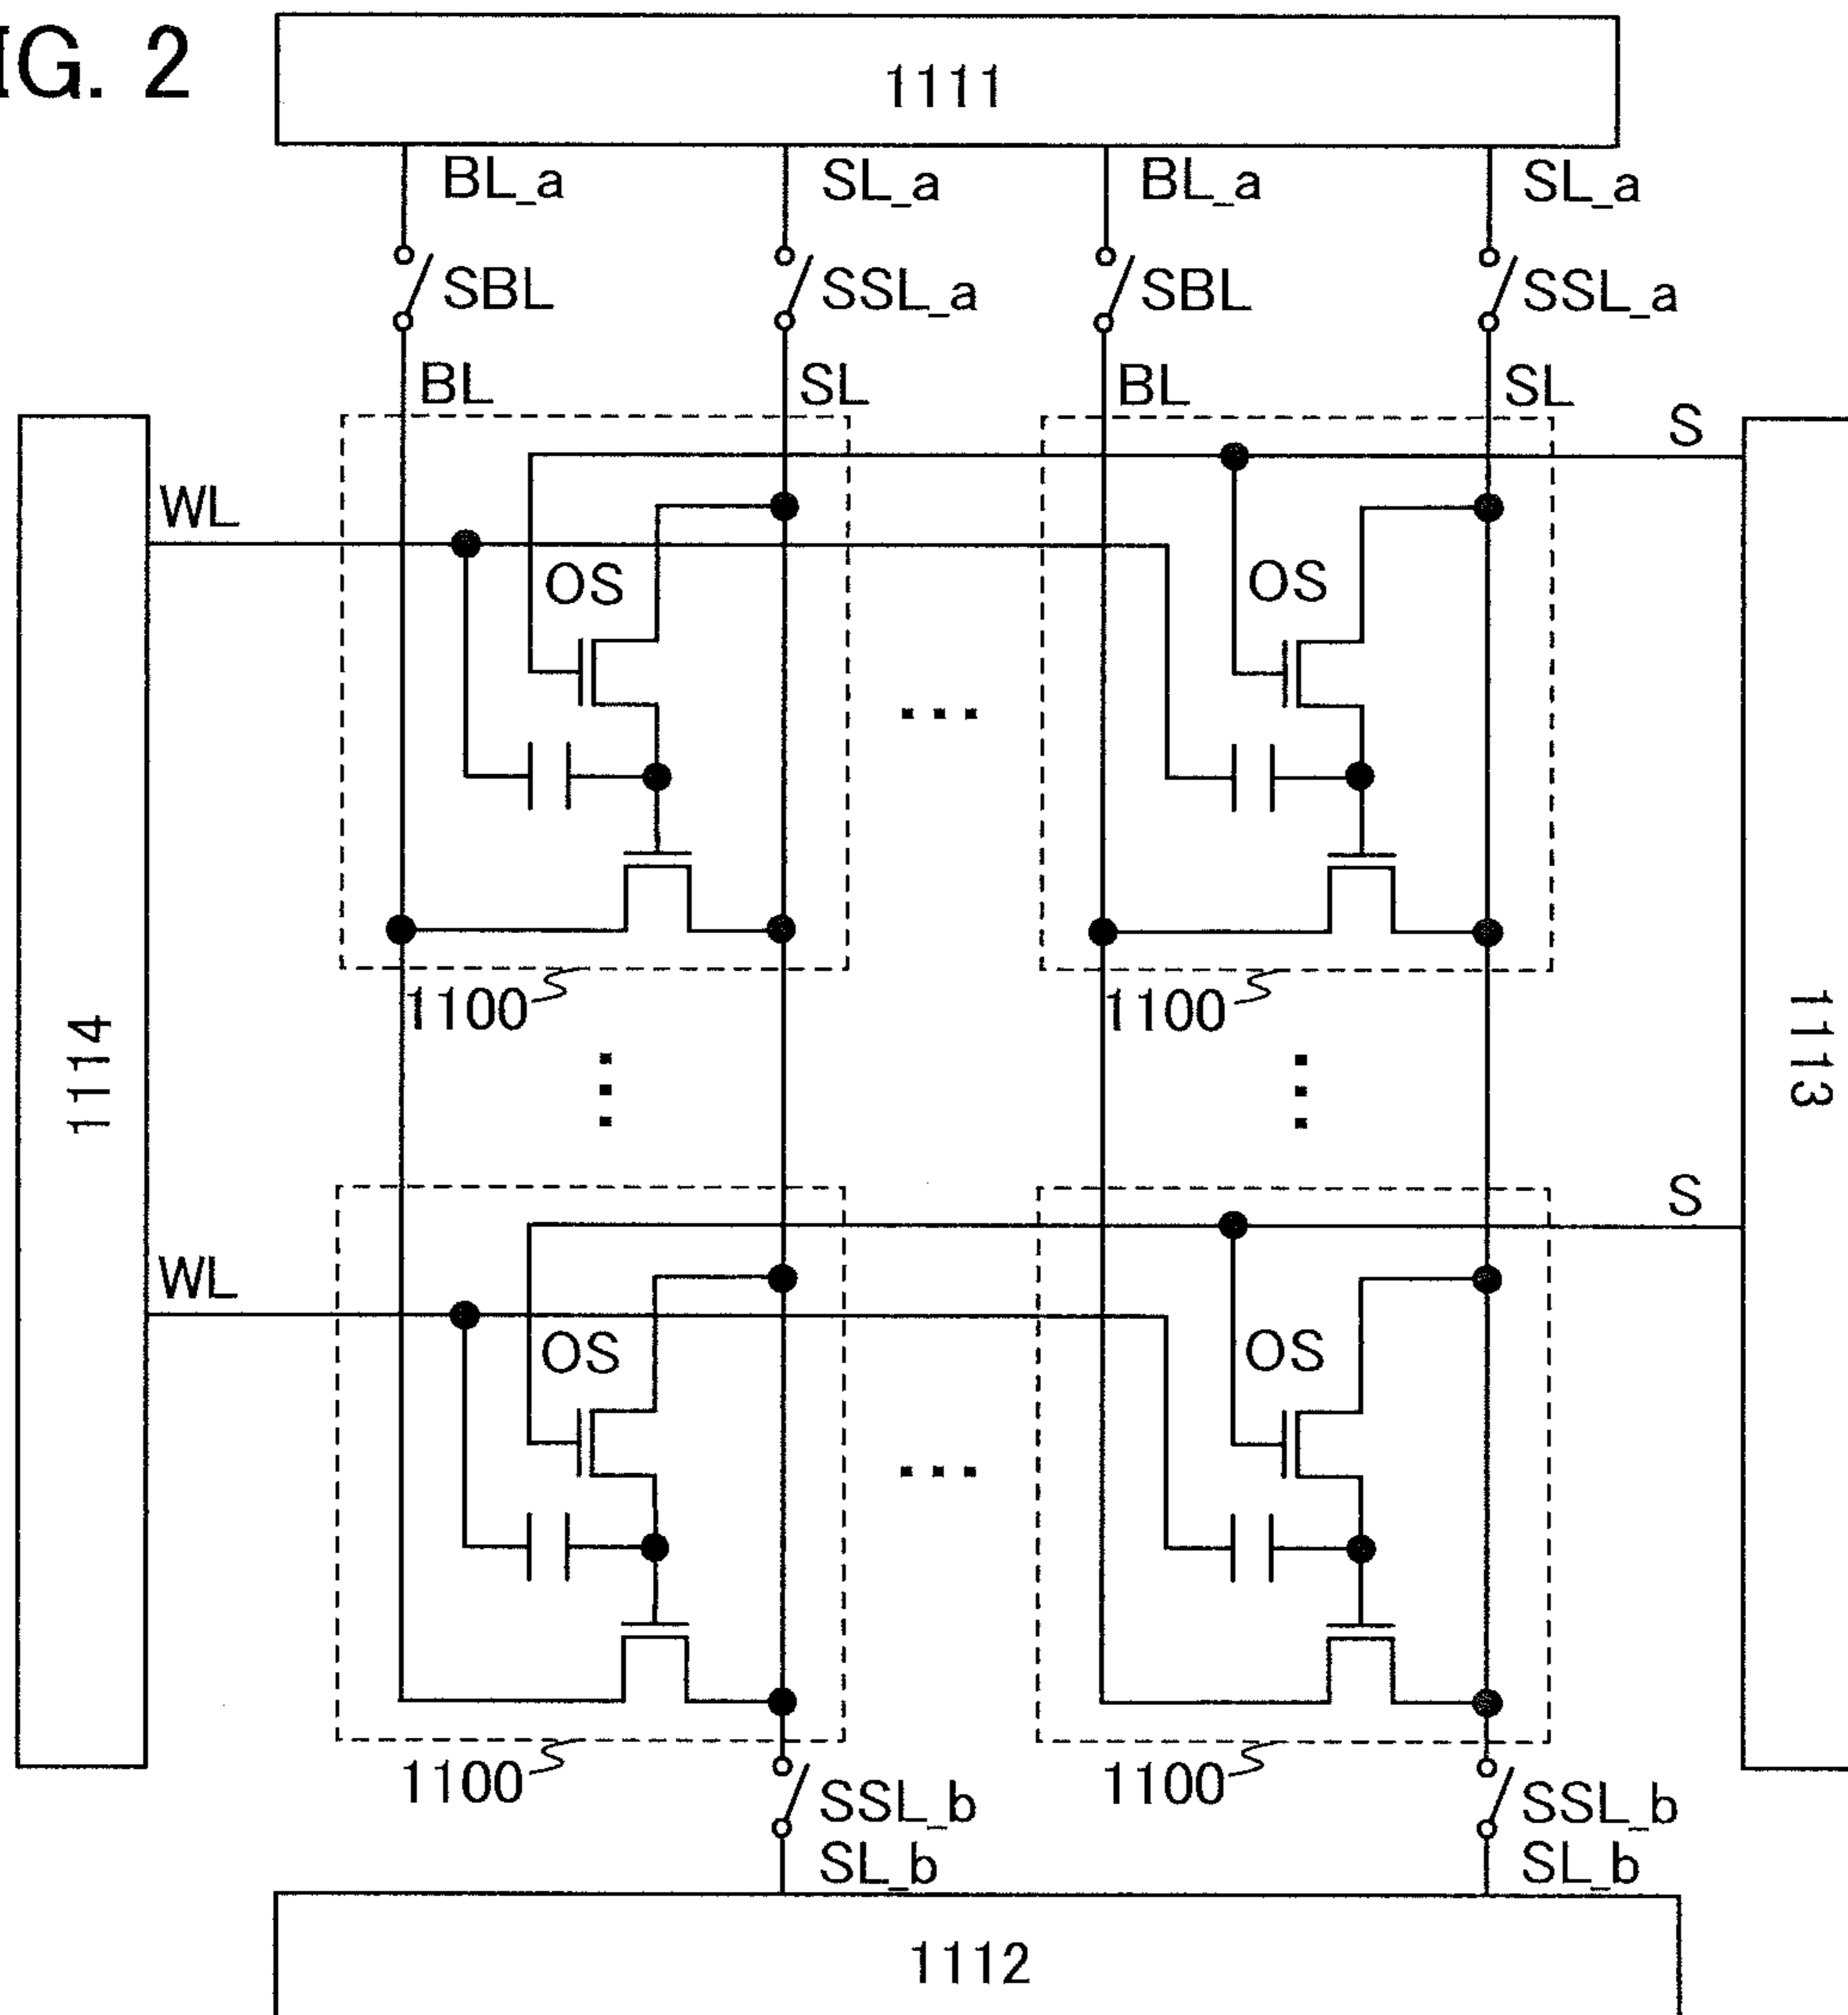 IG. 2
1111
BL_a SL_a BL_a SL_a
SBL SSL_a SBL SSL_a
BL SL BL SL
S
WL
OS OS
...
...
1100 1100
1114
1113
S
WL
OS OS
...
1100 1100
SSL_b SSL_b
SL_b SL_b
1112